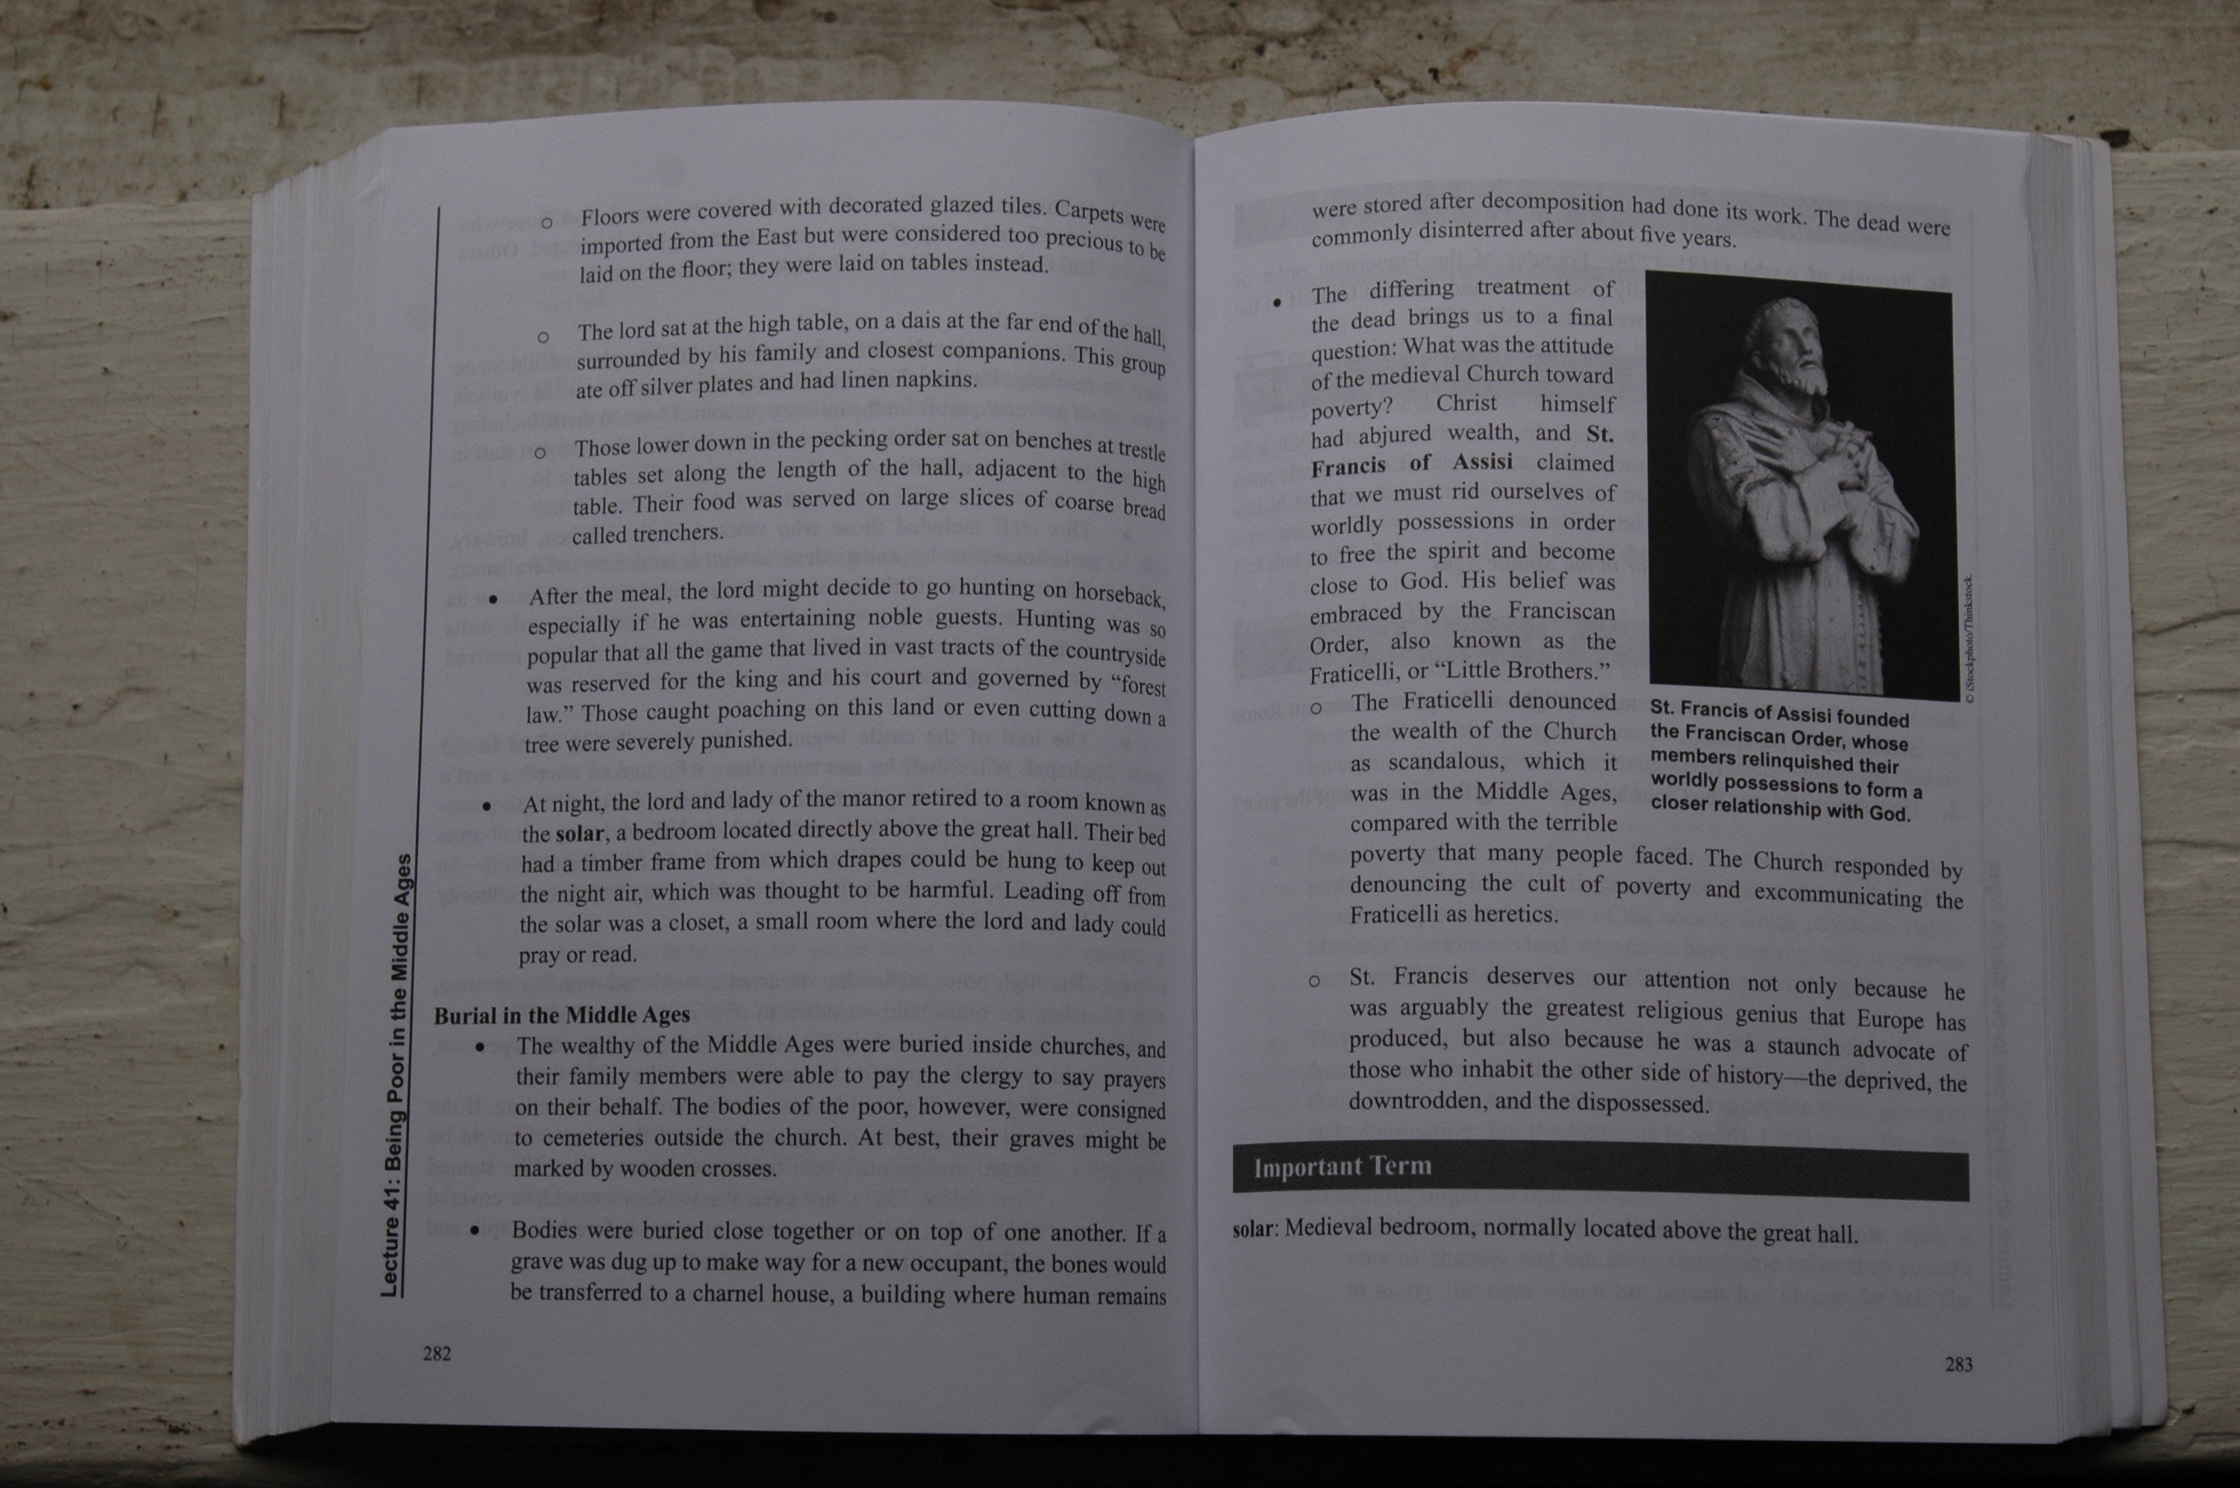 Lecture 41: Being Poor in the Middle Ages
○ Floors were covered with decorated glazed tiles. Carpets were
imported from the East but were considered too precious to be
laid on the floor; they were laid on tables instead.
○ The lord sat at the high table, on a dais at the far end of the hall,
surrounded by his family and closest companions. This group
ate off silver plates and had linen napkins.
○ Those lower down in the pecking order sat on benches at trestle
tables set along the length of the hall, adjacent to the high
table. Their food was served on large slices of coarse bread
called trenchers.
• After the meal, the lord might decide to go hunting on horseback,
especially if he was entertaining noble guests. Hunting was so
popular that all the game that lived in vast tracts of the countryside
was reserved for the king and his court and governed by “forest
law.” Those caught poaching on this land or even cutting down a
tree were severely punished.
• At night, the lord and lady of the manor retired to a room known as
the solar, a bedroom located directly above the great hall. Their bed
had a timber frame from which drapes could be hung to keep out
the night air, which was thought to be harmful. Leading off from
the solar was a closet, a small room where the lord and lady could
pray or read.
Burial in the Middle Ages
• The wealthy of the Middle Ages were buried inside churches, and
their family members were able to pay the clergy to say prayers
on their behalf. The bodies of the poor, however, were consigned
to cemeteries outside the church. At best, their graves might be
marked by wooden crosses.
• Bodies were buried close together or on top of one another. If a
grave was dug up to make way for a new occupant, the bones would
be transferred to a charnel house, a building where human remains
282
were stored after decomposition had done its work. The dead were
commonly disinterred after about five years.
• The differing treatment of
the dead brings us to a final
question: What was the attitude
of the medieval Church toward
poverty? Christ himself
had abjured wealth, and St.
Francis of Assisi claimed
that we must rid ourselves of
worldly possessions in order
to free the spirit and become
close to God. His belief was
embraced by the Franciscan
Order, also known as the
Fraticelli, or “Little Brothers.”
○ The Fraticelli denounced
the wealth of the Church
as scandalous, which it
was in the Middle Ages,
compared with the terrible
poverty that many people faced. The Church responded by
denouncing the cult of poverty and excommunicating the
Fraticelli as heretics.
© iStockphoto/Thinkstock.
St. Francis of Assisi founded
the Franciscan Order, whose
members relinquished their
worldly possessions to form a
closer relationship with God.
○ St. Francis deserves our attention not only because he
was arguably the greatest religious genius that Europe has
produced, but also because he was a staunch advocate of
those who inhabit the other side of history—the deprived, the
downtrodden, and the dispossessed.
Important Term
solar: Medieval bedroom, normally located above the great hall.
283